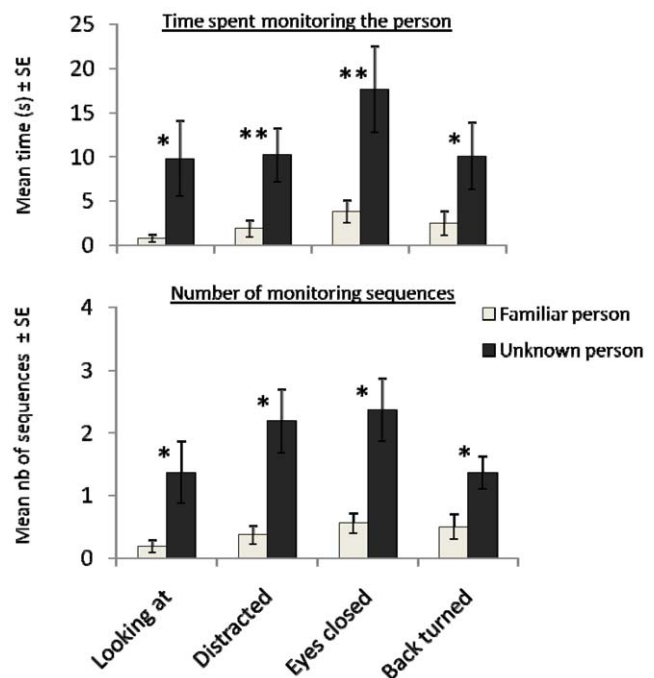 Time spent monitoring the person
Mean time (s) ± SE
25
20
15
10
5
0
*
**
**
*
Number of monitoring sequences
Mean nb of sequences ± SE
4
3
2
1
0
*
*
*
*
Familiar person
Unknown person
Looking at
Distracted
Eyes closed
Back turned